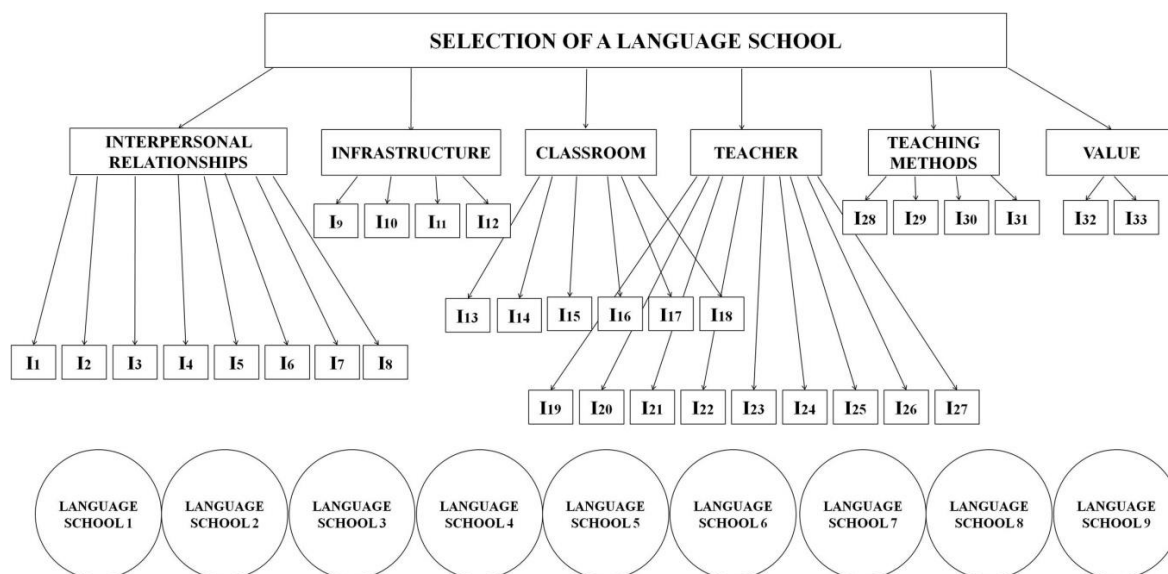 SELECTION OF A LANGUAGE SCHOOL
INTERPERSONAL
RELATIONSHIPS
INFRASTRUCTURE
CLASSROOM
TEACHER
TEACHING
METHODS
VALUE
I9 I10 I11 I12
I28 I29 I30 I31
I32 I33
I13 I14 I15 I16 I17 I18
I1 I2 I3 I4 I5 I6 I7 I8
I19 I20 I21 I22 I23 I24 I25 I26 I27
LANGUAGE
SCHOOL 1
LANGUAGE
SCHOOL 2
LANGUAGE
SCHOOL 3
LANGUAGE
SCHOOL 4
LANGUAGE
SCHOOL 5
LANGUAGE
SCHOOL 6
LANGUAGE
SCHOOL 7
LANGUAGE
SCHOOL 8
LANGUAGE
SCHOOL 9